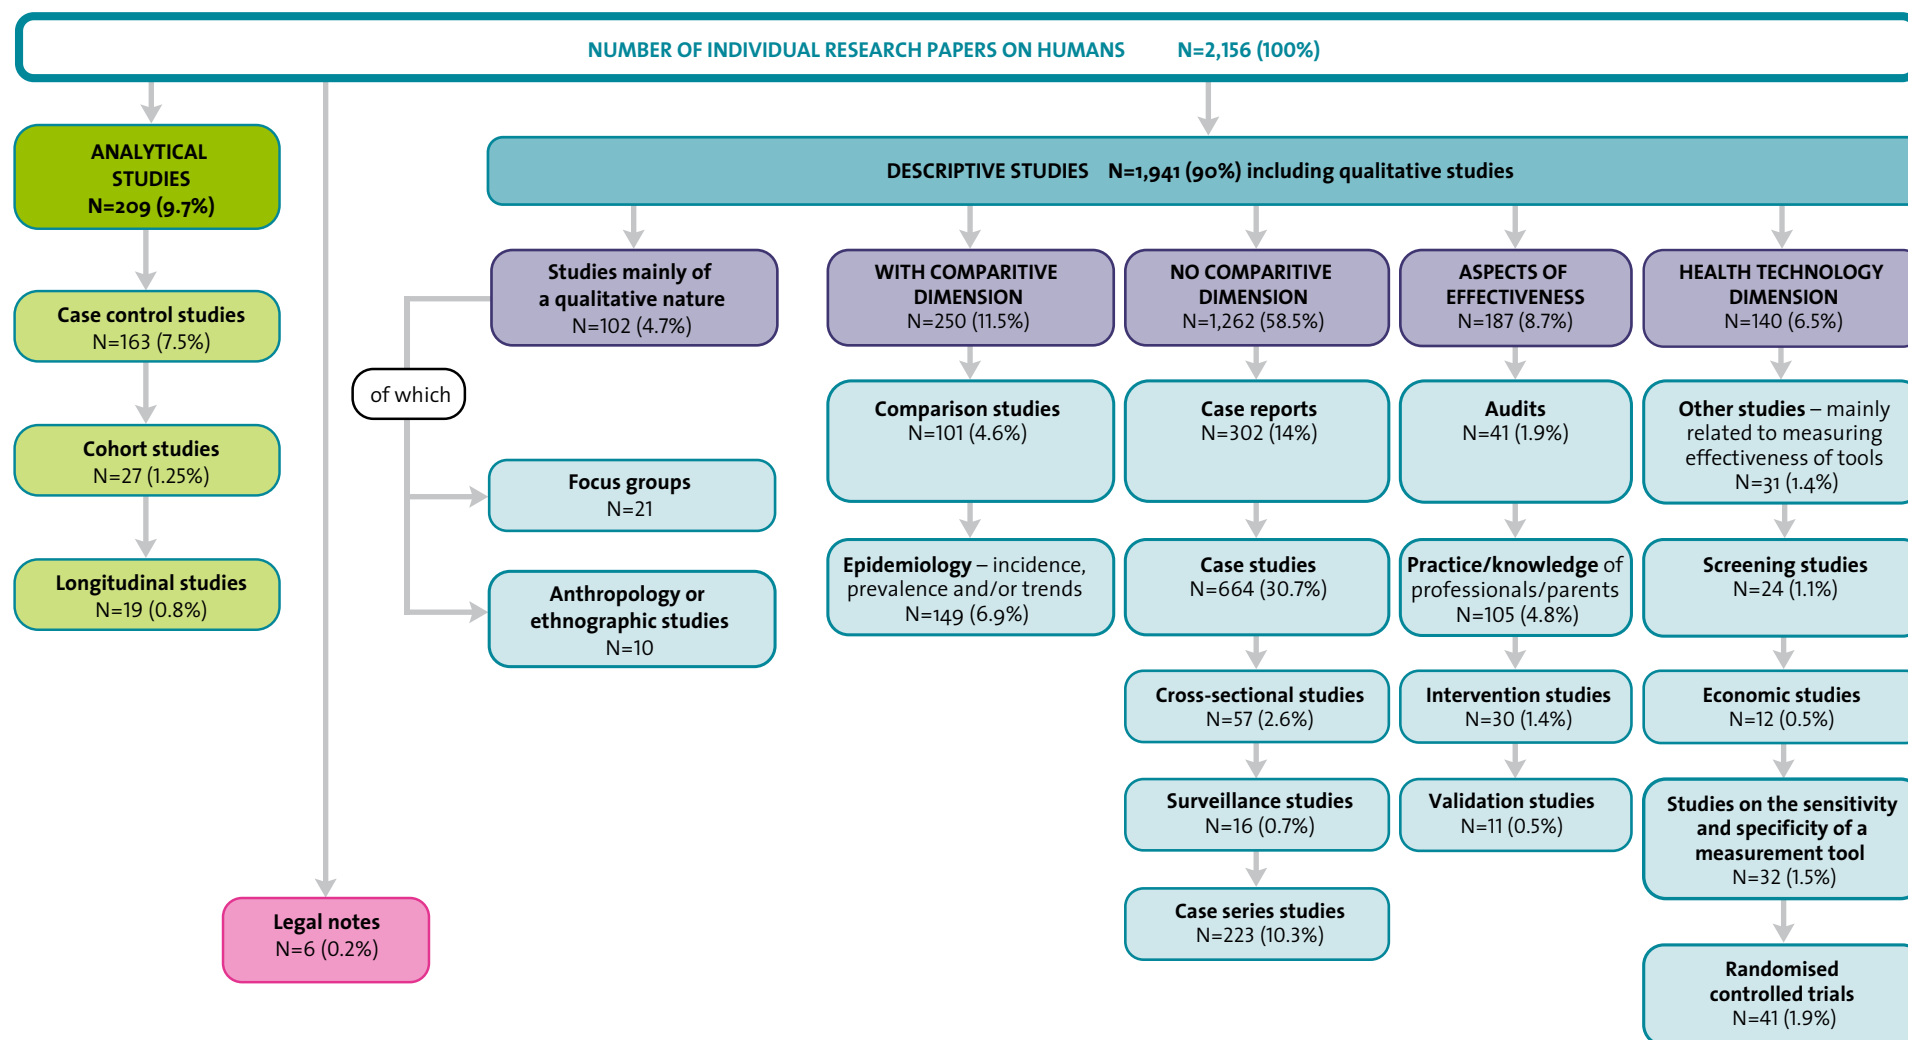 NUMBER OF INDIVIDUAL RESEARCH PAPERS ON HUMANS N=2,156 (100%)
ANALYTICAL
STUDIES
N=209 (9.7%)
Case control studies
N=163 (7.5%)
Cohort studies
N=27 (1.25%)
Longitudinal studies
N=19 (0.8%)
Legal notes
N=6 (0.2%)
DESCRIPTIVE STUDIES N=1,941 (90%) including qualitative studies
Studies mainly of
a qualitative nature
N=102 (4.7%)
of which
Focus groups
N=21
Anthropology or
ethnographic studies
N=10
WITH COMPARITIVE
DIMENSION
N=250 (11.5%)
Comparison studies
N=101 (4.6%)
Epidemiology – incidence,
prevalence and/or trends
N=149 (6.9%)
NO COMPARITIVE
DIMENSION
N=1,262 (58.5%)
Case reports
N=302 (14%)
Case studies
N=664 (30.7%)
Cross-sectional studies
N=57 (2.6%)
Surveillance studies
N=16 (0.7%)
Case series studies
N=223 (10.3%)
ASPECTS OF
EFFECTIVENESS
N=187 (8.7%)
Audits
N=41 (1.9%)
Practice/knowledge of
professionals/parents
N=105 (4.8%)
Intervention studies
N=30 (1.4%)
Validation studies
N=11 (0.5%)
HEALTH TECHNOLOGY
DIMENSION
N=140 (6.5%)
Other studies – mainly
related to measuring
effectiveness of tools
N=31 (1.4%)
Screening studies
N=24 (1.1%)
Economic studies
N=12 (0.5%)
Studies on the sensitivity
and specificity of a
measurement tool
N=32 (1.5%)
Randomised
controlled trials
N=41 (1.9%)